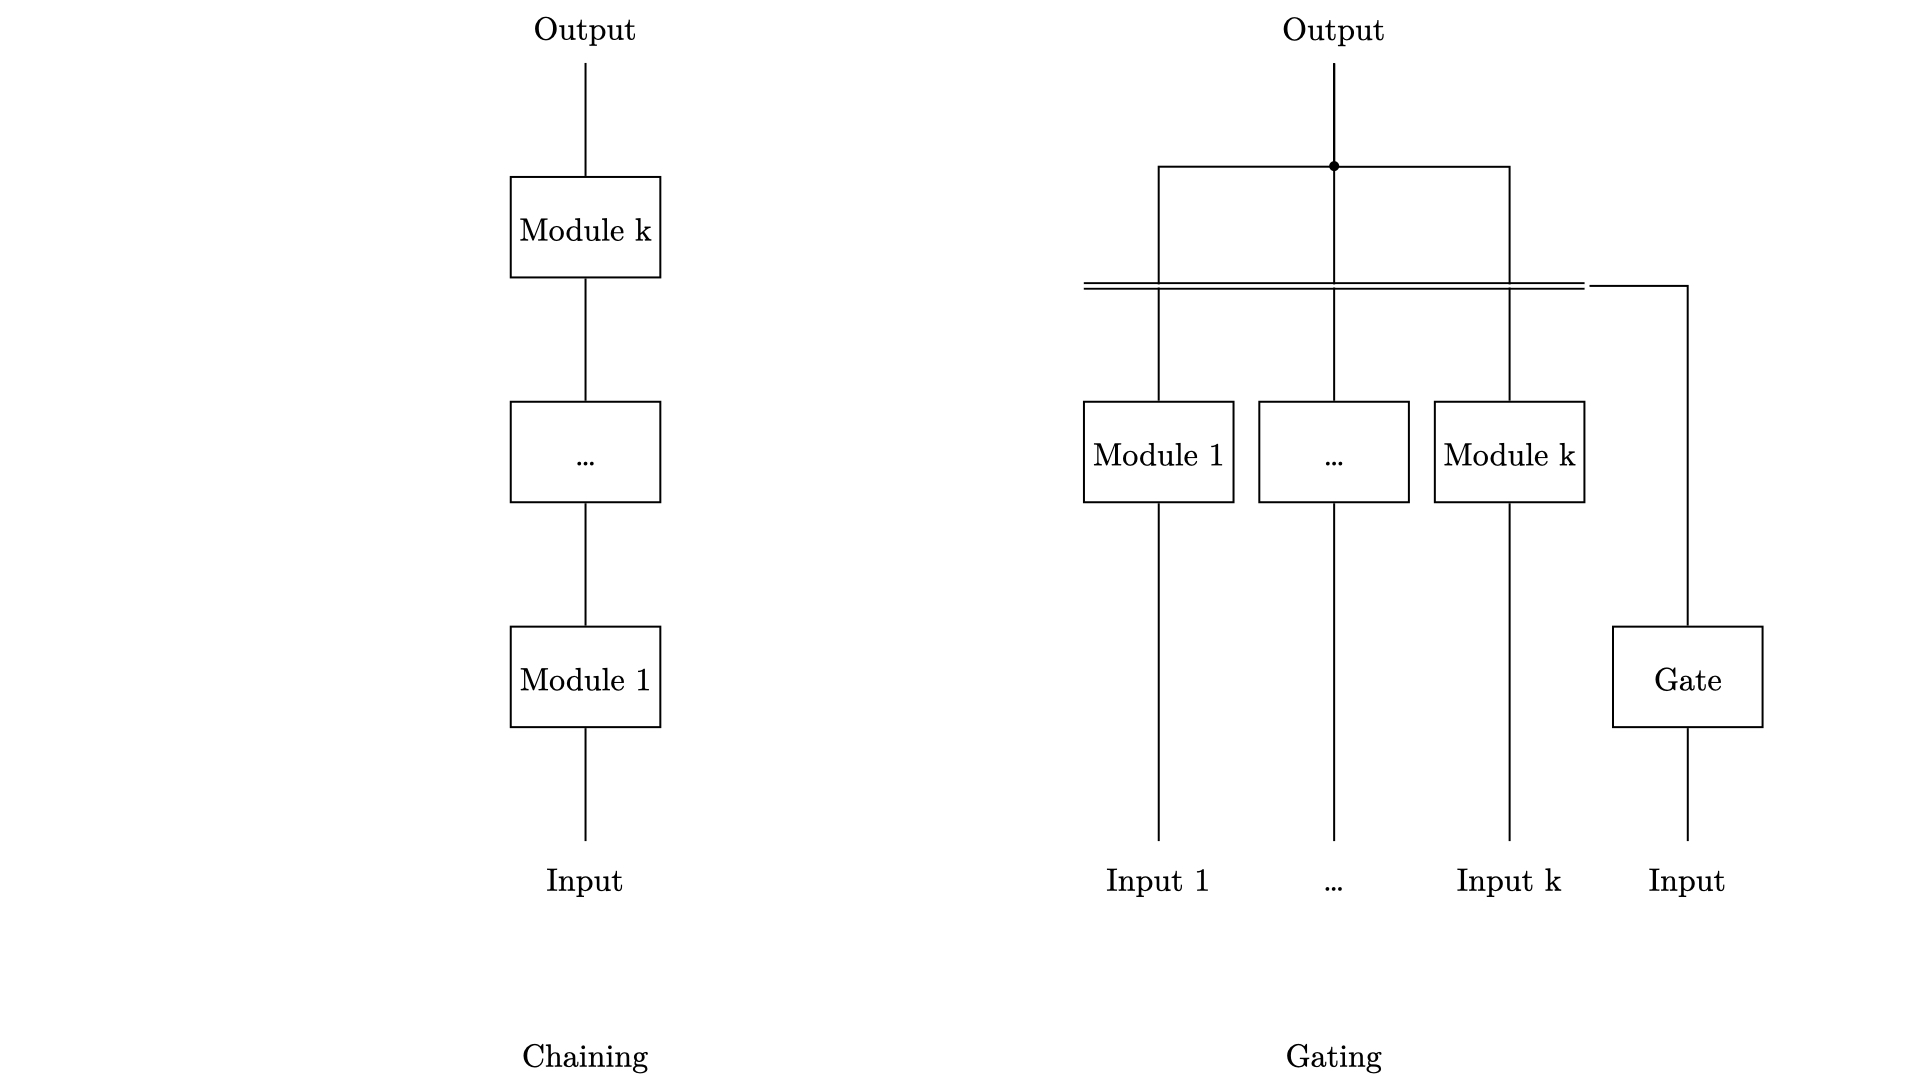 Output
Module k
...
Module 1
Input
Chaining
Output
Module 1
...
Module k
Gate
Input 1
...
Input k
Input
Gating